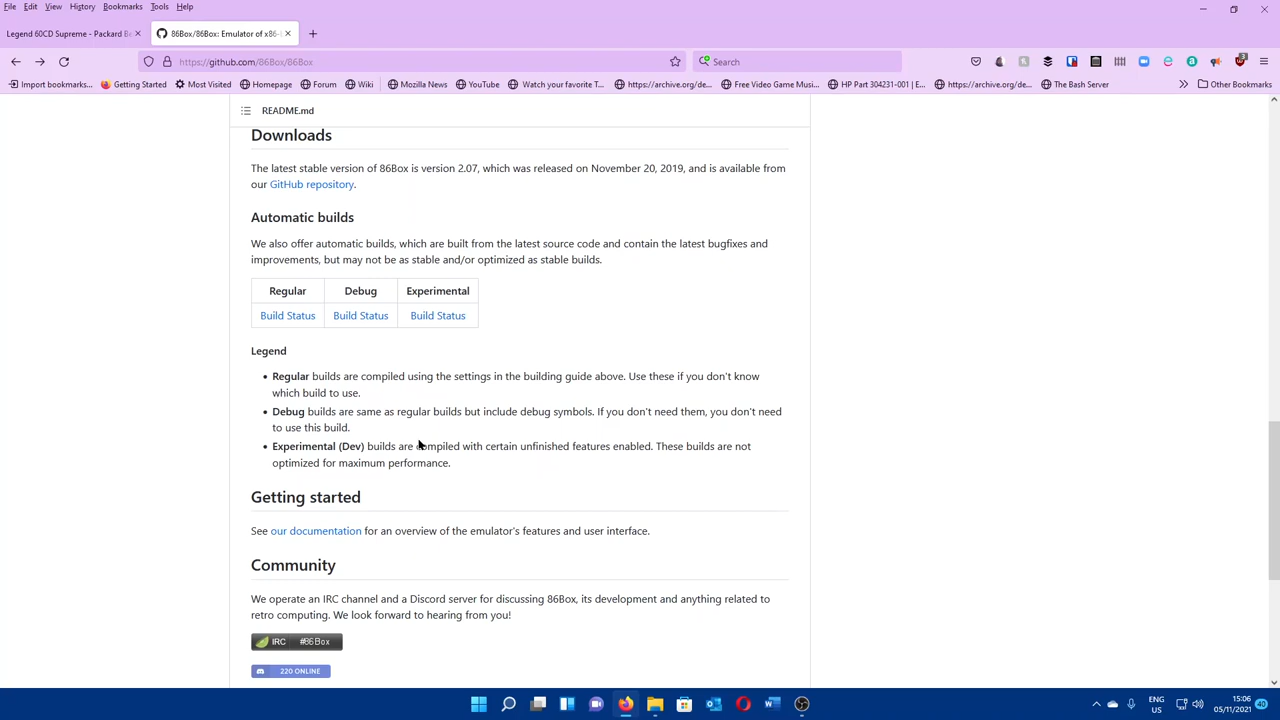 File Edit View History Bookmarks Tools Help
Legend 60CD Supreme - Packard B
86Box/86Box: Emulator of x86-
https://github.com/86Box/86Box
Search
Import bookmarks... Getting Started Most Visited Homepage Forum Wiki Mozilla News YouTube Watch your favorite T... https://archive.org/de... Free Video Game Musi... HP Part 304231-001 | E... https://archive.org/de... The Bash Server Other Bookmarks
README.md
Downloads
The latest stable version of 86Box is version 2.07, which was released on November 20, 2019, and is available from
our GitHub repository.
Automatic builds
We also offer automatic builds, which are built from the latest source code and contain the latest bugfixes and
improvements, but may not be as stable and/or optimized as stable builds.
Regular Debug Experimental
Build Status Build Status Build Status
Legend
• Regular builds are compiled using the settings in the building guide above. Use these if you don't know
which build to use.
• Debug builds are same as regular builds but include debug symbols. If you don't need them, you don't need
to use this build.
• Experimental (Dev) builds are compiled with certain unfinished features enabled. These builds are not
optimized for maximum performance.
Getting started
See our documentation for an overview of the emulator's features and user interface.
Community
We operate an IRC channel and a Discord server for discussing 86Box, its development and anything related to
retro computing. We look forward to hearing from you!
IRC #86Box
220 ONLINE
ENG
US
15:06
05/11/2021